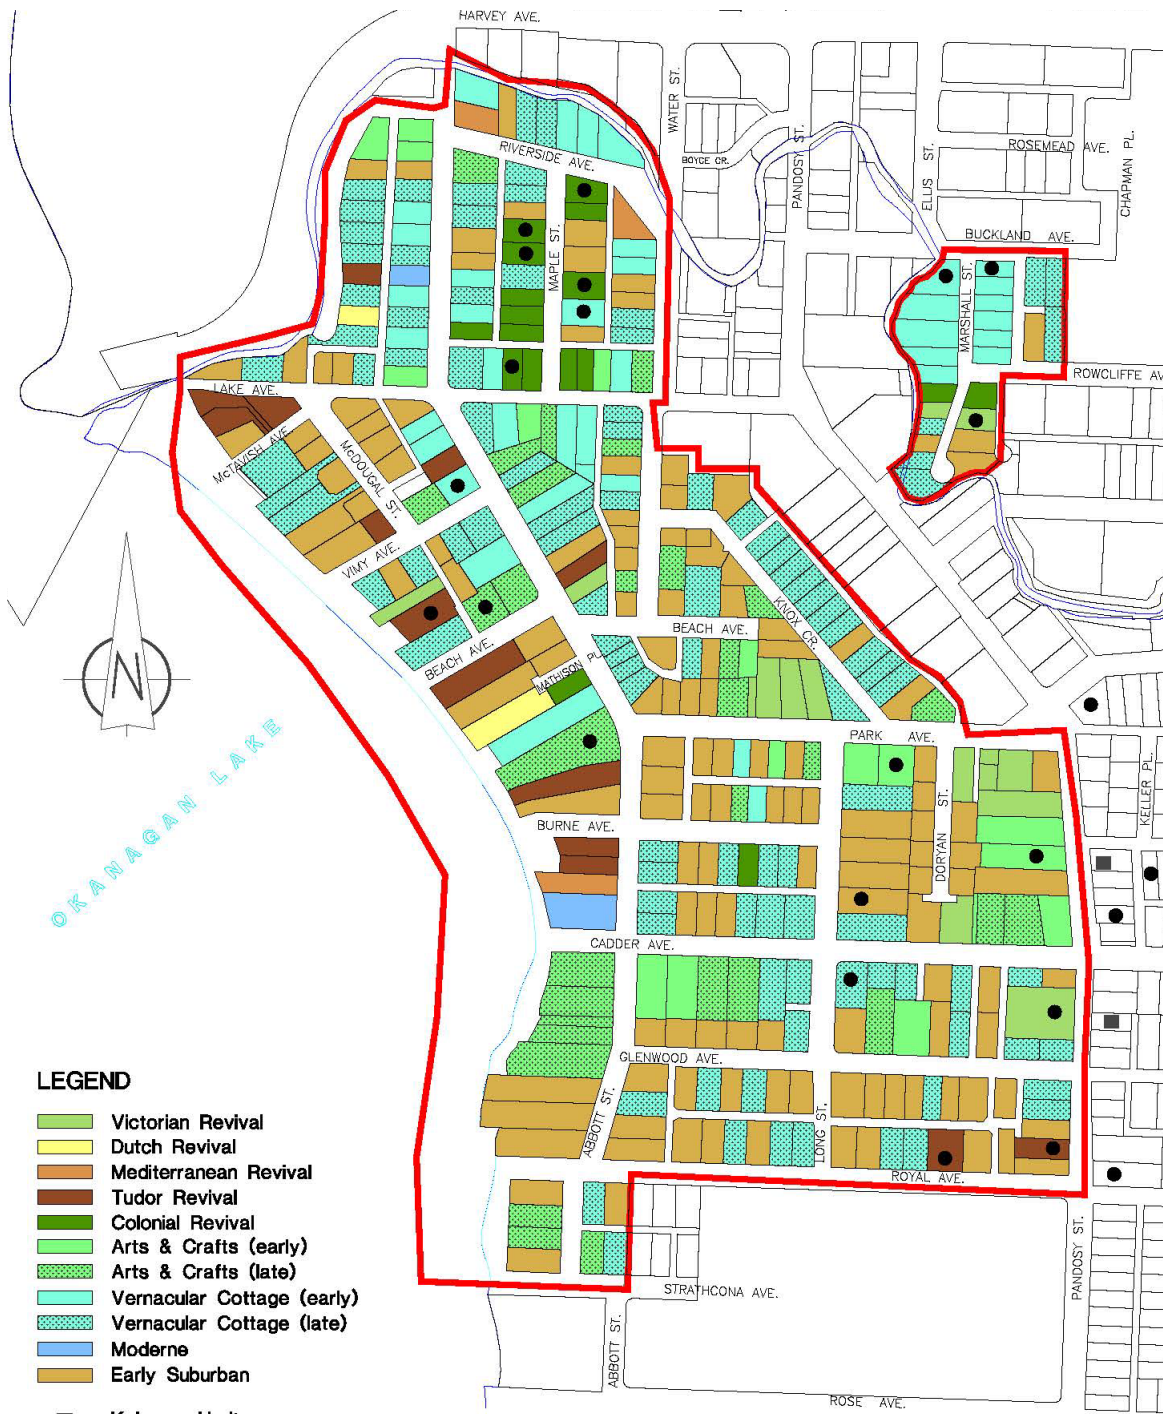 HARVEY AVE.
WATER ST.
PANDOSY ST.
BOYCE CR.
ELLIS ST.
ROSEMEAD AVE.
CHAPMAN PL.
RIVERSIDE AVE.
MAPLE ST.
BUCKLAND AVE.
MARSHALL ST.
ROWCLIFFE AV
LAKE AVE.
McTAVISH AVE
McDOUGAL ST.
VIMY AVE.
KNOX CR.
BEACH AVE.
BEACH AVE.
MATHISON PL
PARK AVE.
N
OKANAGAN LAKE
KELLER PL.
DORYAN ST.
BURNE AVE.
CADDER AVE.
GLENWOOD AVE.
ABBOTT ST.
LONG ST.
ROYAL AVE.
PANDOSY ST.
STRATHCONA AVE.
ABBOTT ST.
ROSE AVE.
LEGEND
Victorian Revival
Dutch Revival
Mediterranean Revival
Tudor Revival
Colonial Revival
Arts & Crafts (early)
Arts & Crafts (late)
Vernacular Cottage (early)
Vernacular Cottage (late)
Moderne
Early Suburban